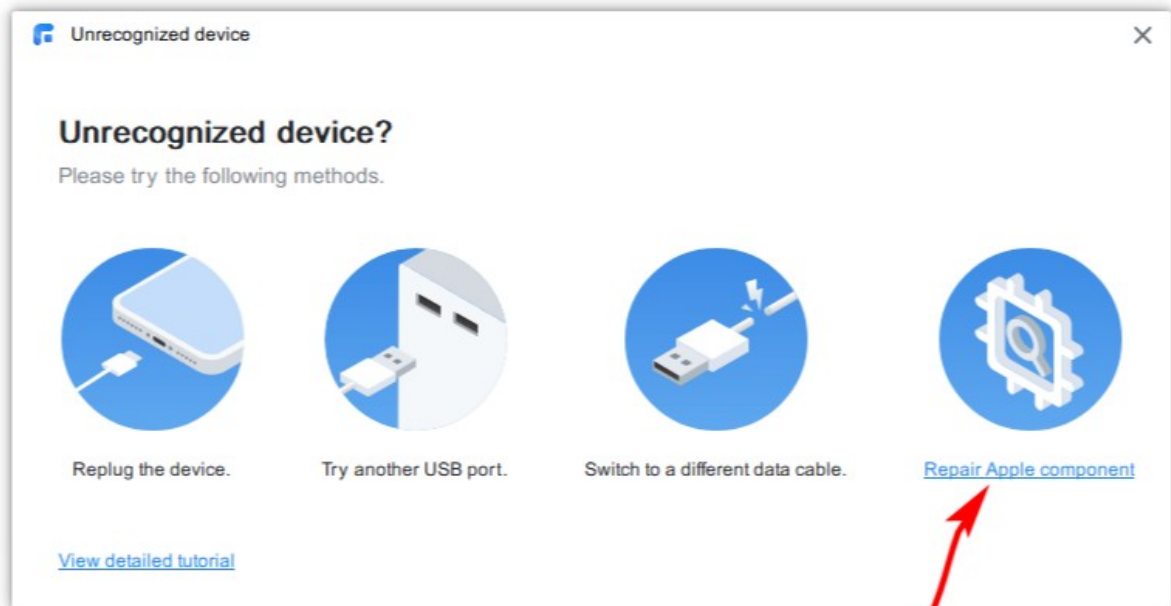 Unrecognized device
Unrecognized device?
Please try the following methods.
Replug the device.
Try another USB port.
Switch to a different data cable.
Repair Apple component
View detailed tutorial